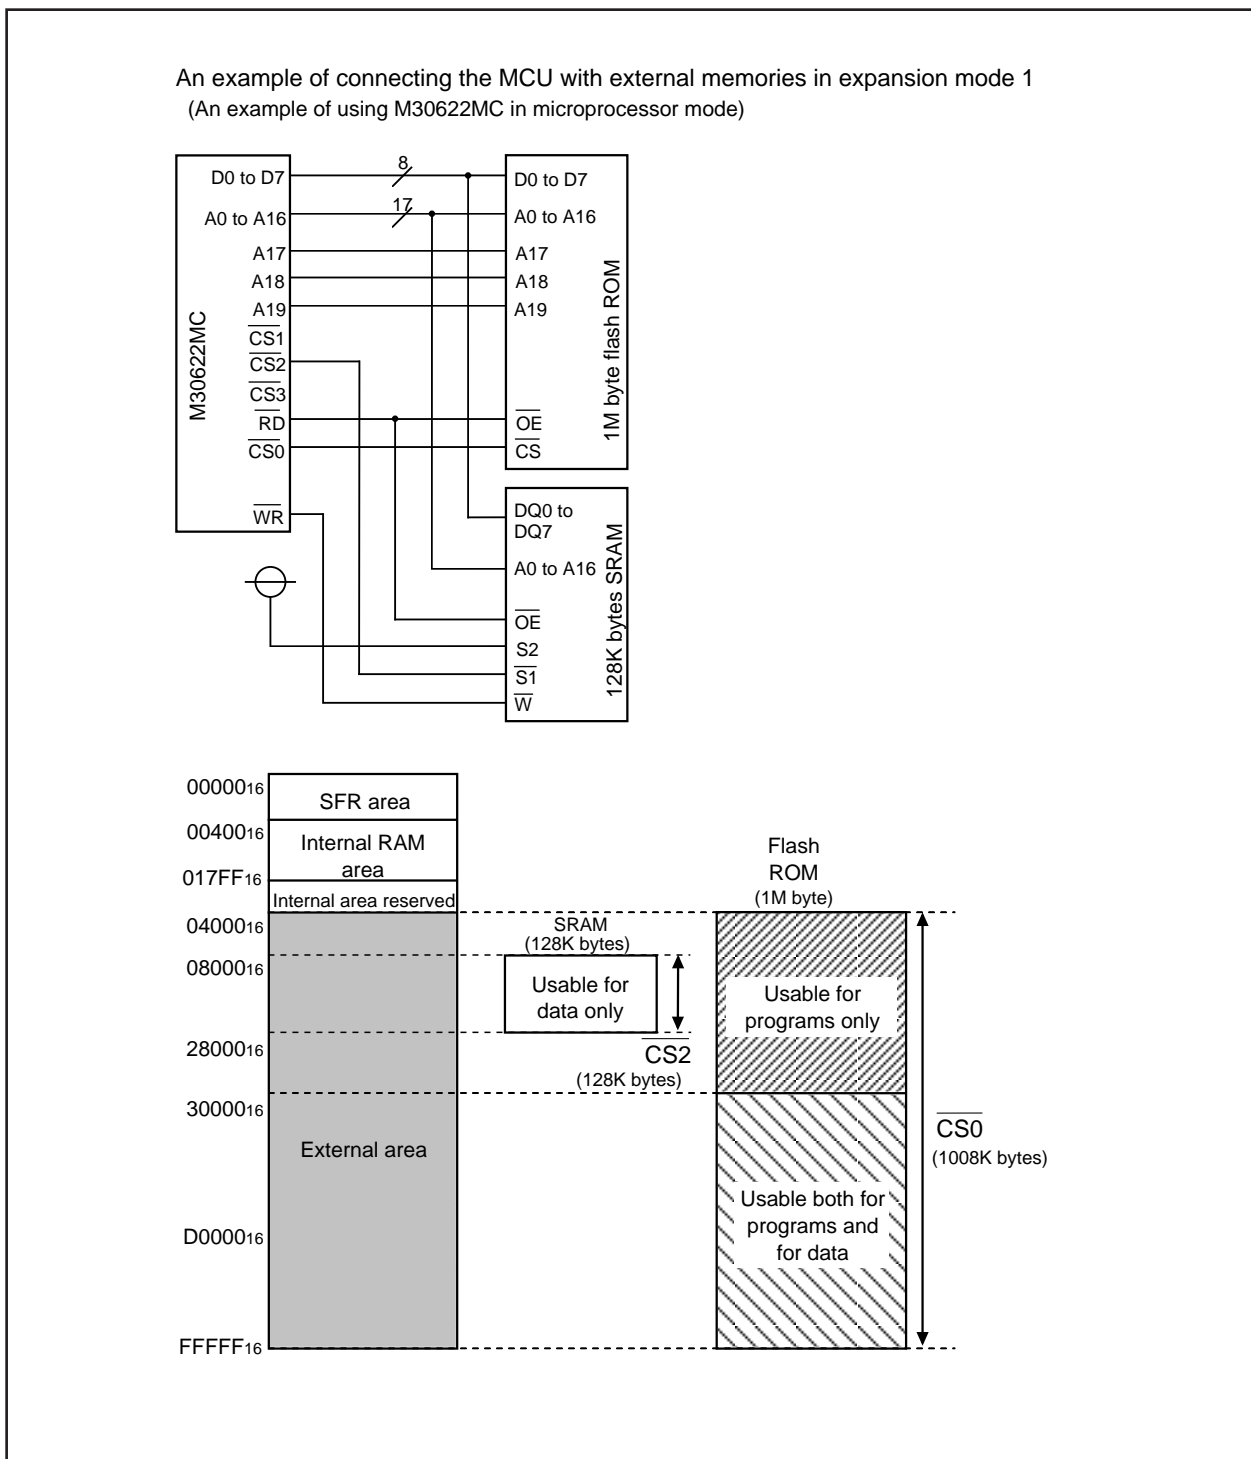 An example of connecting the MCU with external memories in expansion mode 1
(An example of using M30622MC in microprocessor mode)
M30622MC
D0 to D7
A0 to A16
A17
A18
A19
CS1
CS2
CS3
RD
CS0
WR
8
17
D0 to D7
A0 to A16
A17
A18
A19
OE
CS
1M byte flash ROM
DQ0 to
DQ7
A0 to A16
OE
S2
S1
W
128K bytes SRAM
0000016
SFR area
0040016
Internal RAM
area
017FF16
Internal area reserved
0400016
0800016
2800016
3000016
External area
D000016
FFFFF16
SRAM
(128K bytes)
Usable for
data only
CS2
(128K bytes)
Flash
ROM
(1M byte)
Usable for
programs only
Usable both for
programs and
for data
CS0
(1008K bytes)